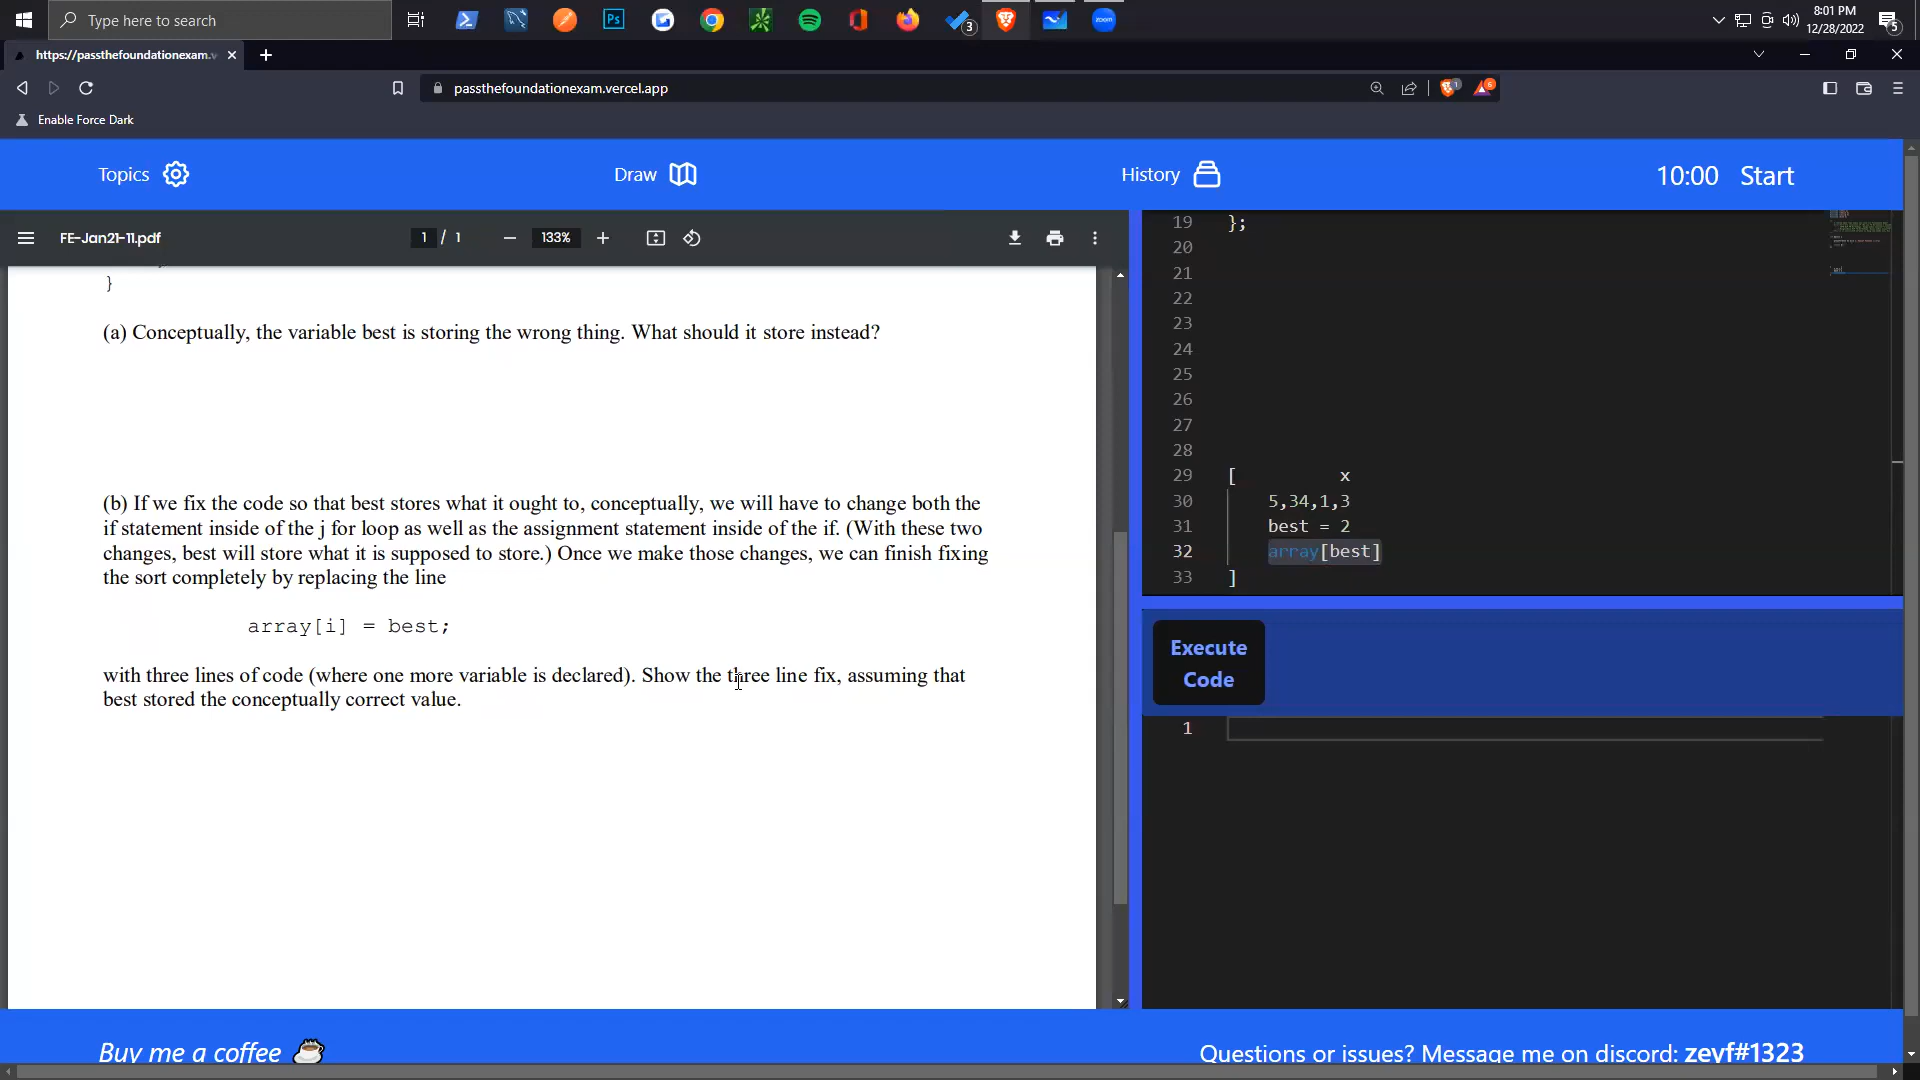 Type here to search
Ps
zoom
3
8:01 PM
12/28/2022
5
https://passthefoundationexam.v
passthefoundationexam.vercel.app
1
6
Enable Force Dark
Topics
Draw
History
10:00 Start
FE-Jan21-11.pdf
1 / 1
133%
}
(a) Conceptually, the variable best is storing the wrong thing. What should it store instead?
(b) If we fix the code so that best stores what it ought to, conceptually, we will have to change both the
if statement inside of the j for loop as well as the assignment statement inside of the if. (With these two
changes, best will store what it is supposed to store.) Once we make those changes, we can finish fixing
the sort completely by replacing the line
array[i] = best;
with three lines of code (where one more variable is declared). Show the three line fix, assuming that
best stored the conceptually correct value.
19 };
20
21
22
23
24
25
26
27
28
29 [ x
30 5,34,1,3
31 best = 2
32 array[best]
33 ]
Execute
Code
1
Buy me a coffee
Questions or issues? Message me on discord: zeyf#1323